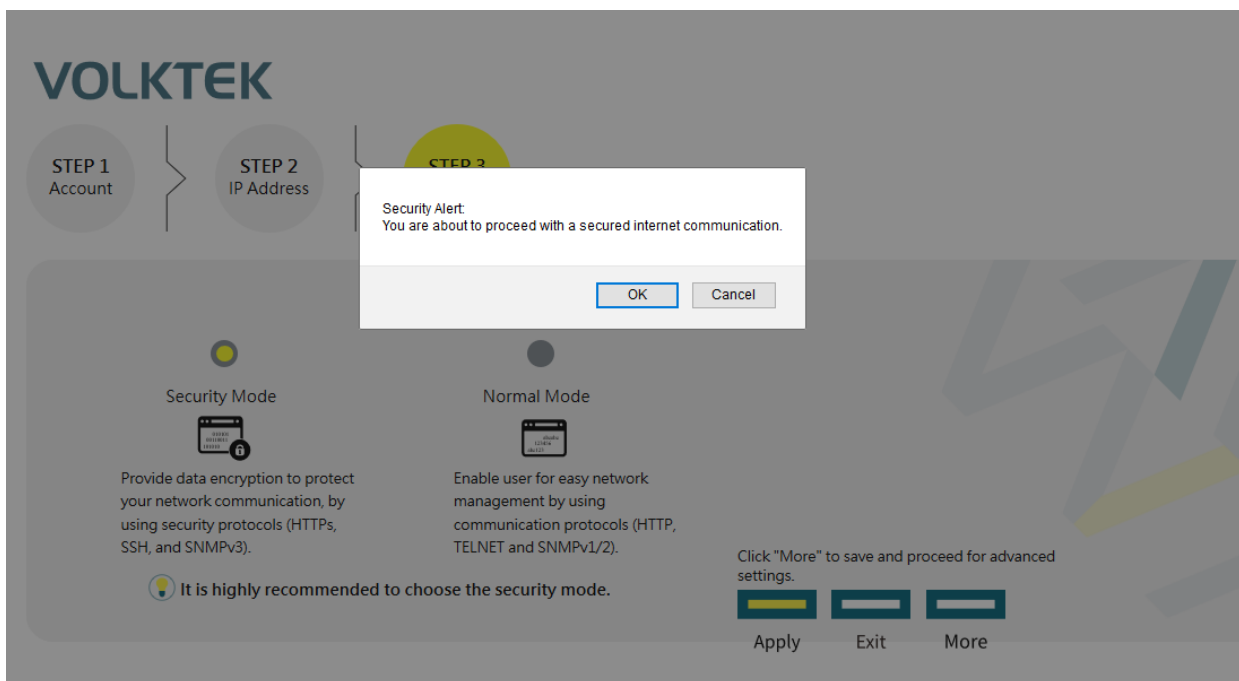 VOLKTEK
STEP 1
Account
STEP 2
IP Address
STEP 3
Security Alert:
You are about to proceed with a secured internet communication.
OK
Cancel
Security Mode
Provide data encryption to protect
your network communication, by
using security protocols (HTTPs,
SSH, and SNMPv3).
Normal Mode
Enable user for easy network
management by using
communication protocols (HTTP,
TELNET and SNMPv1/2).
It is highly recommended to choose the security mode.
Click "More" to save and proceed for advanced
settings.
Apply
Exit
More